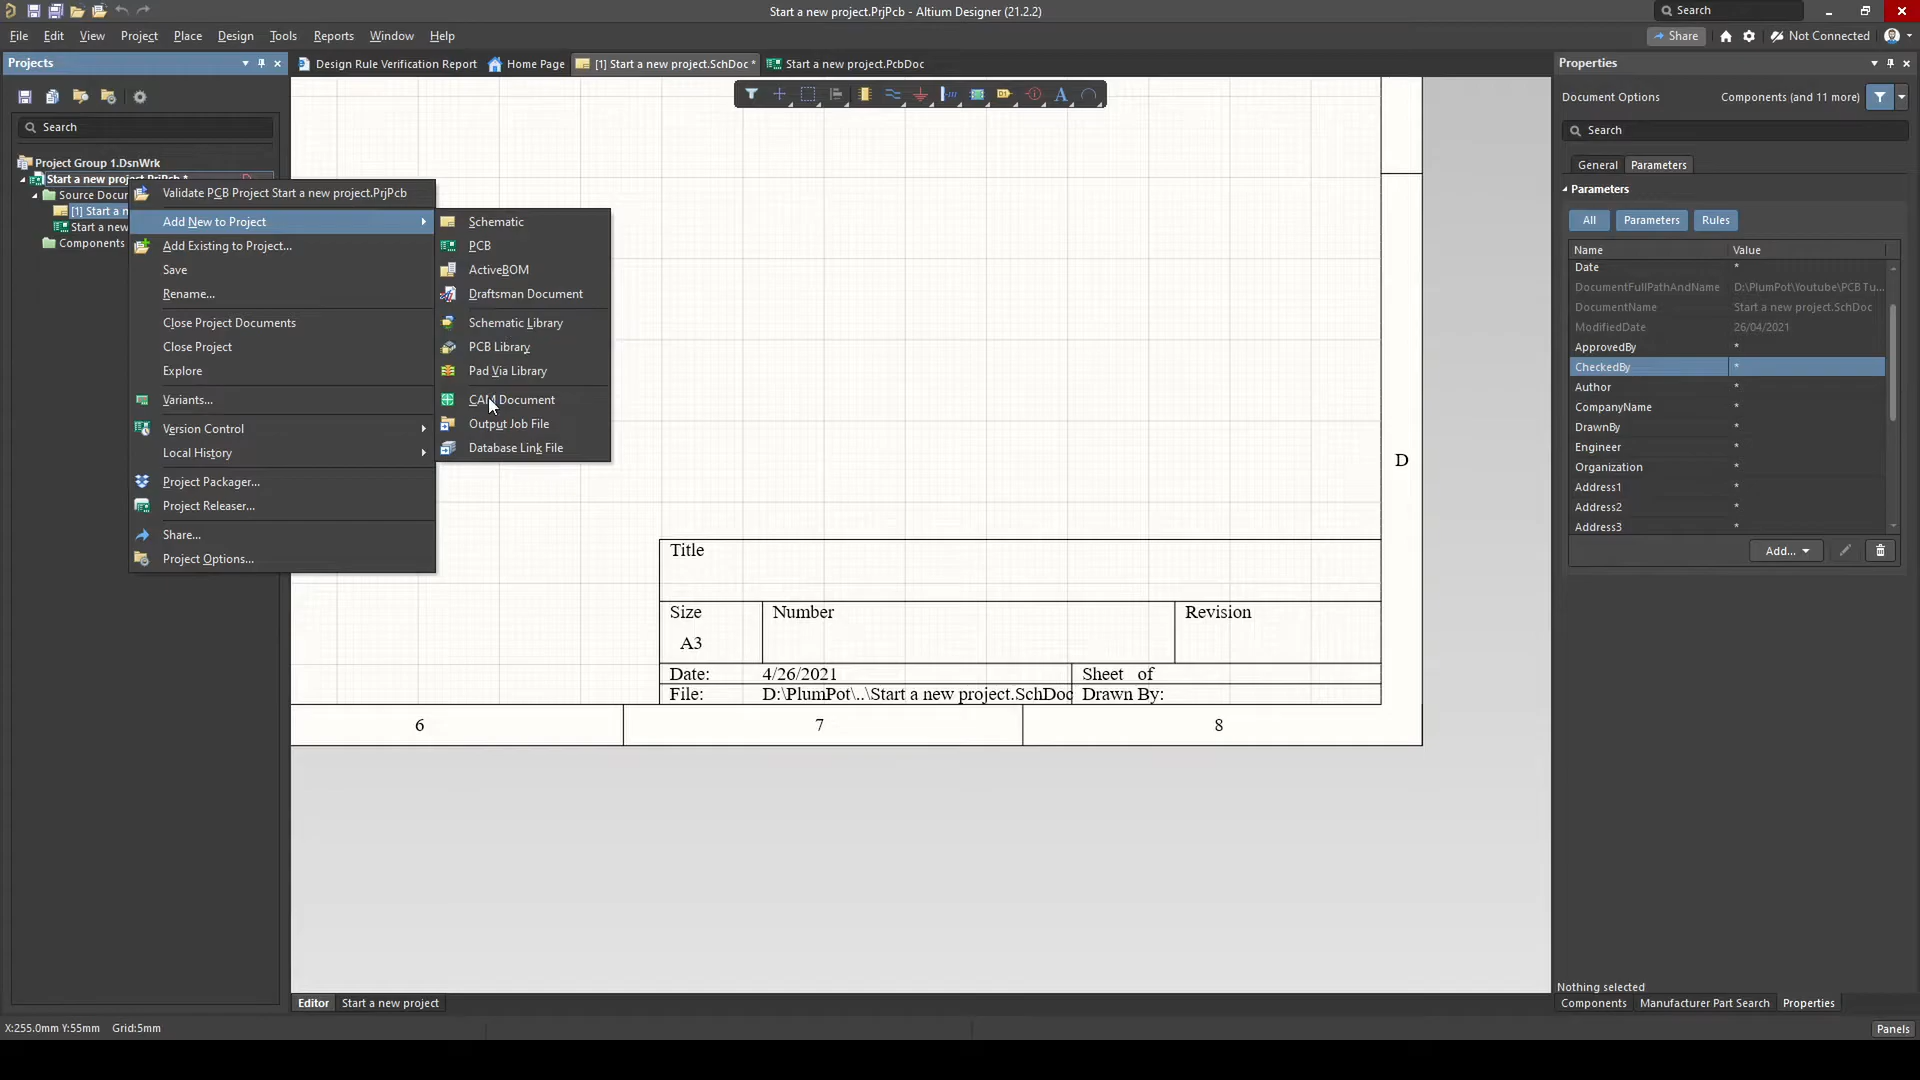 Start a new project.PrjPcb - Altium Designer (21.2.2)
Search
File Edit View Project Place Design Tools Reports Window Help
Share
Not Connected
Projects
Design Rule Verification Report
Home Page
[1] Start a new project.SchDoc *
Start a new project.PcbDoc
Properties
Search
Project Group 1.DsnWrk
Start a new project.PrjPcb *
Source Docum
[1] Start a n
Start a new
Components
Validate PCB Project Start a new project.PrjPcb
Add New to Project
Add Existing to Project...
Save
Rename...
Close Project Documents
Close Project
Explore
Variants...
Version Control
Local History
Project Packager...
Project Releaser...
Share...
Project Options...
Schematic
PCB
ActiveBOM
Draftsman Document
Schematic Library
PCB Library
Pad Via Library
CAM Document
Output Job File
Database Link File
D
Title
Size
A3
Number
Revision
Date: 4/26/2021
Sheet of
File: D:\PlumPot\..\Start a new project.SchDoc
Drawn By:
6
7
8
Document Options
Components (and 11 more)
Search
General
Parameters
Parameters
All
Parameters
Rules
Name Value
Date *
DocumentFullPathAndName D:\PlumPot\Youtube\PCB Tu...
DocumentName Start a new project.SchDoc
ModifiedDate 26/04/2021
ApprovedBy *
CheckedBy *
Author *
CompanyName *
DrawnBy *
Engineer *
Organization *
Address1 *
Address2 *
Address3 *
Add...
Nothing selected
Editor
Start a new project
Components
Manufacturer Part Search
Properties
X:255.0mm Y:55mm Grid:5mm
Panels